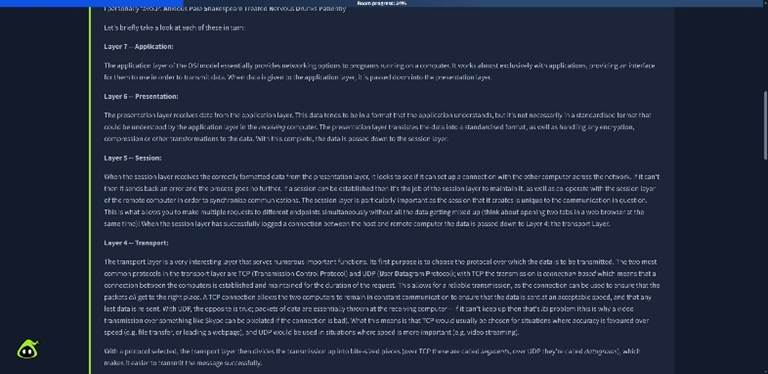 Room progress: 24%
I personally favour: Anxious Pale Shakespeare Treated Nervous Drunks Patiently
Let's briefly take a look at each of these in turn:
Layer 7 -- Application:
The application layer of the OSI model essentially provides networking options to programs running on a computer. It works almost exclusively with applications, providing an interface
for them to use in order to transmit data. When data is given to the application layer, it is passed down into the presentation layer.
Layer 6 -- Presentation:
The presentation layer receives data from the application layer. This data tends to be in a format that the application understands, but it's not necessarily in a standardised format that
could be understood by the application layer in the receiving computer. The presentation layer translates the data into a standardised format, as well as handling any encryption,
compression or other transformations to the data. With this complete, the data is passed down to the session layer.
Layer 5 -- Session:
When the session layer receives the correctly formatted data from the presentation layer, it looks to see if it can set up a connection with the other computer across the network. If it can't
then it sends back an error and the process goes no further. If a session can be established then it's the job of the session layer to maintain it, as well as co-operate with the session layer
of the remote computer in order to synchronise communications. The session layer is particularly important as the session that it creates is unique to the communication in question.
This is what allows you to make multiple requests to different endpoints simultaneously without all the data getting mixed up (think about opening two tabs in a web browser at the
same time)! When the session layer has successfully logged a connection between the host and remote computer the data is passed down to Layer 4: the transport Layer.
Layer 4 -- Transport:
The transport layer is a very interesting layer that serves numerous important functions. Its first purpose is to choose the protocol over which the data is to be transmitted. The two most
common protocols in the transport layer are TCP (Transmission Control Protocol) and UDP (User Datagram Protocol); with TCP the transmission is connection-based which means that a
connection between the computers is established and maintained for the duration of the request. This allows for a reliable transmission, as the connection can be used to ensure that the
packets all get to the right place. A TCP connection allows the two computers to remain in constant communication to ensure that the data is sent at an acceptable speed, and that any
lost data is re-sent. With UDP, the opposite is true; packets of data are essentially thrown at the receiving computer -- if it can't keep up then that's its problem (this is why a video
transmission over something like Skype can be pixelated if the connection is bad). What this means is that TCP would usually be chosen for situations where accuracy is favoured over
speed (e.g. file transfer, or loading a webpage), and UDP would be used in situations where speed is more important (e.g. video streaming).
With a protocol selected, the transport layer then divides the transmission up into bite-sized pieces (over TCP these are called segments, over UDP they're called datagrams), which
makes it easier to transmit the message successfully.